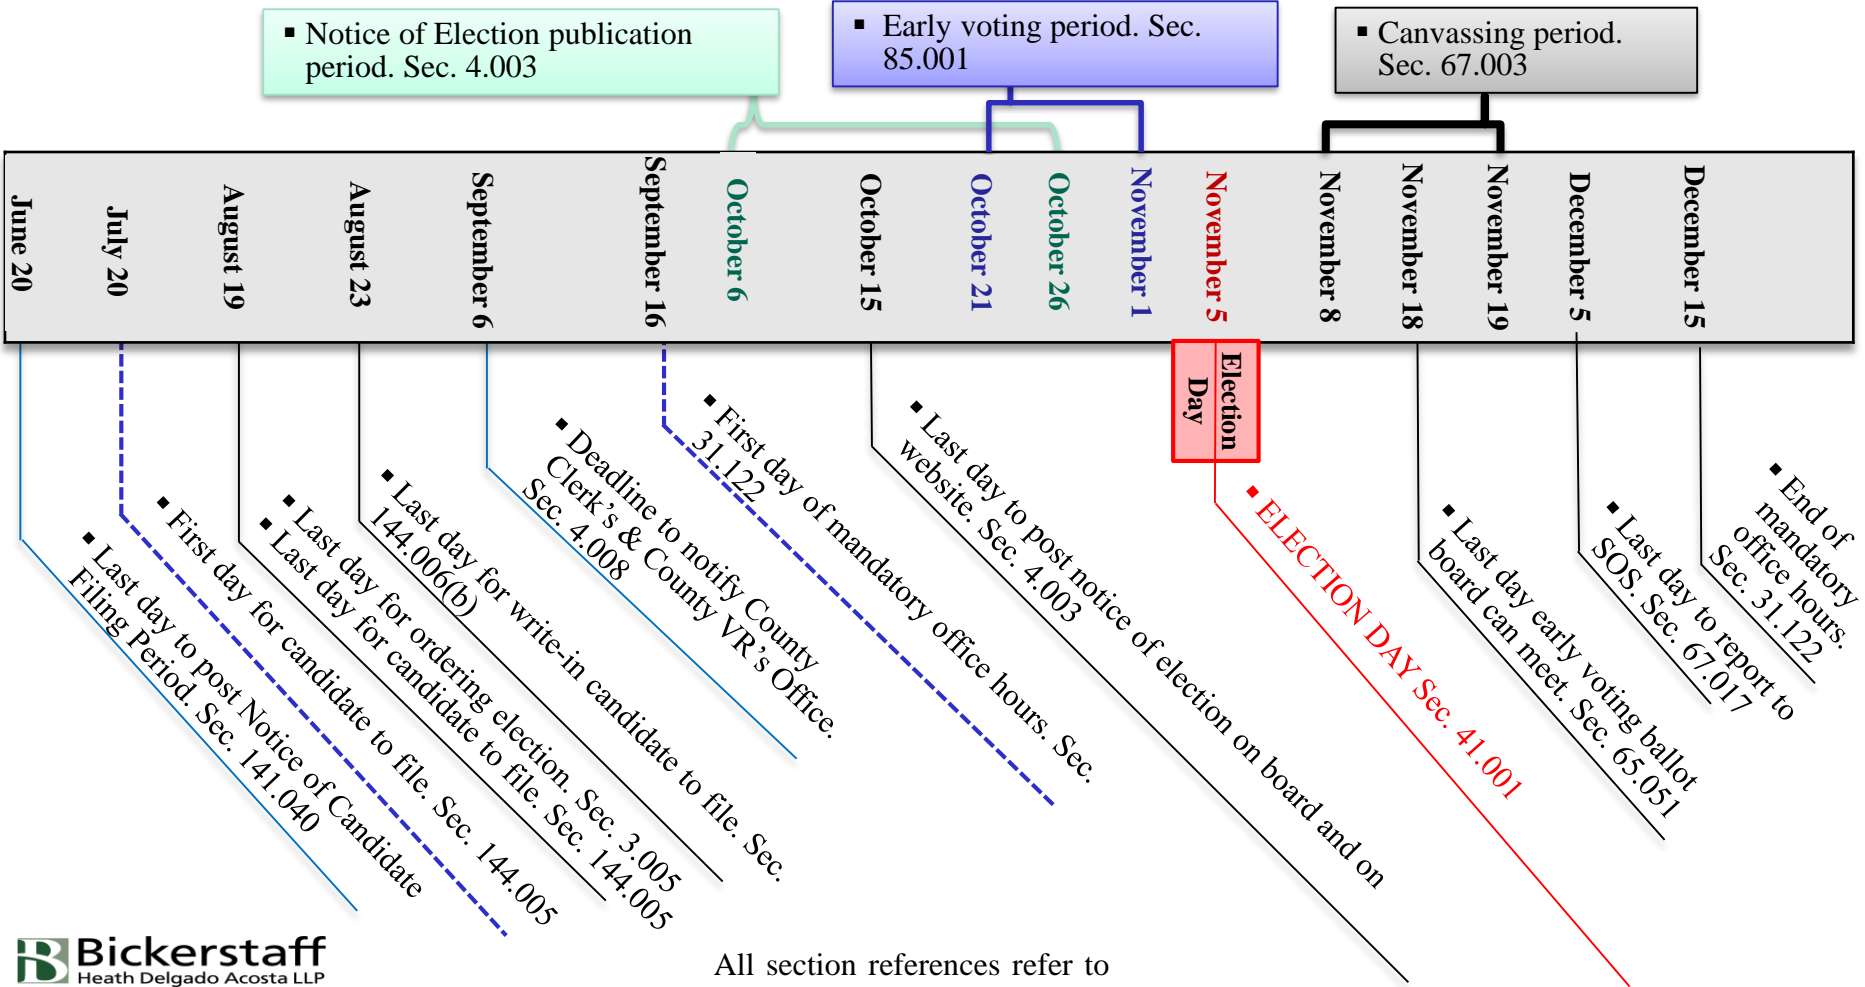 ▪ Notice of Election publication
period. Sec. 4.003
▪ Early voting period. Sec.
85.001
▪ Canvassing period.
Sec. 67.003
June 20
July 20
August 19
August 23
September 6
September 16
October 6
October 15
October 21
October 26
November 1
November 5
November 8
November 18
November 19
December 5
December 15
Election
Day
▪ Last day to post Notice of Candidate
Filing Period. Sec. 141.040
▪ First day for candidate to file. Sec. 144.005
▪ Last day for ordering election. Sec. 3.005
▪ Last day for candidate to file. Sec. 144.005
▪ Last day for write-in candidate to file. Sec.
144.006(b)
▪ Deadline to notify County
Clerk's & County VR's Office.
Sec. 4.008
▪ First day of mandatory office hours. Sec.
31.122
▪ Last day to post notice of election on board and on
website. Sec. 4.003
▪ ELECTION DAY Sec. 41.001
▪ Last day early voting ballot
board can meet. Sec. 65.051
▪ Last day to report to
SOS. Sec. 67.017
▪ End of
mandatory
office hours.
Sec. 31.122
Bickerstaff
Heath Delgado Acosta LLP
All section references refer to